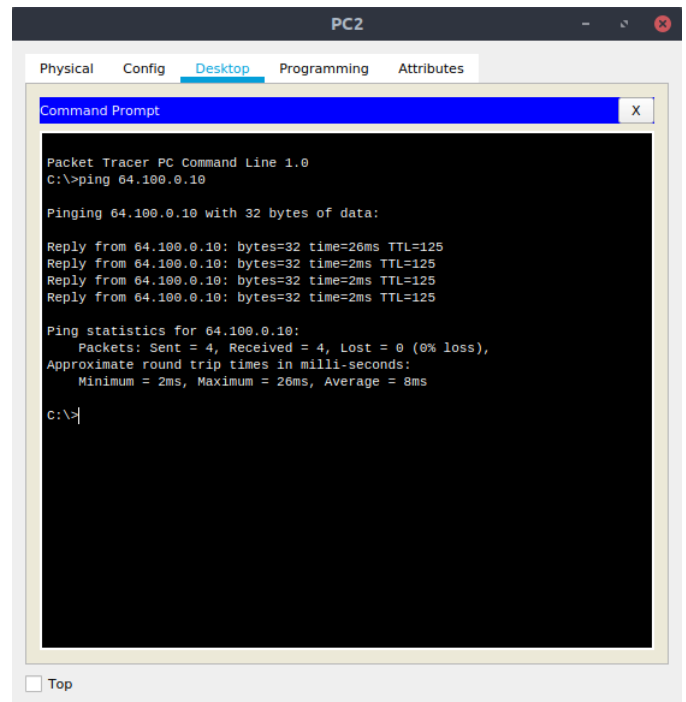 PC2
Physical Config Desktop Programming Attributes
Command Prompt X
Packet Tracer PC Command Line 1.0
C:\>ping 64.100.0.10
Pinging 64.100.0.10 with 32 bytes of data:
Reply from 64.100.0.10: bytes=32 time=26ms TTL=125
Reply from 64.100.0.10: bytes=32 time=2ms TTL=125
Reply from 64.100.0.10: bytes=32 time=2ms TTL=125
Reply from 64.100.0.10: bytes=32 time=2ms TTL=125
Ping statistics for 64.100.0.10:
Packets: Sent = 4, Received = 4, Lost = 0 (0% loss),
Approximate round trip times in milli-seconds:
Minimum = 2ms, Maximum = 26ms, Average = 8ms
C:\>
Top